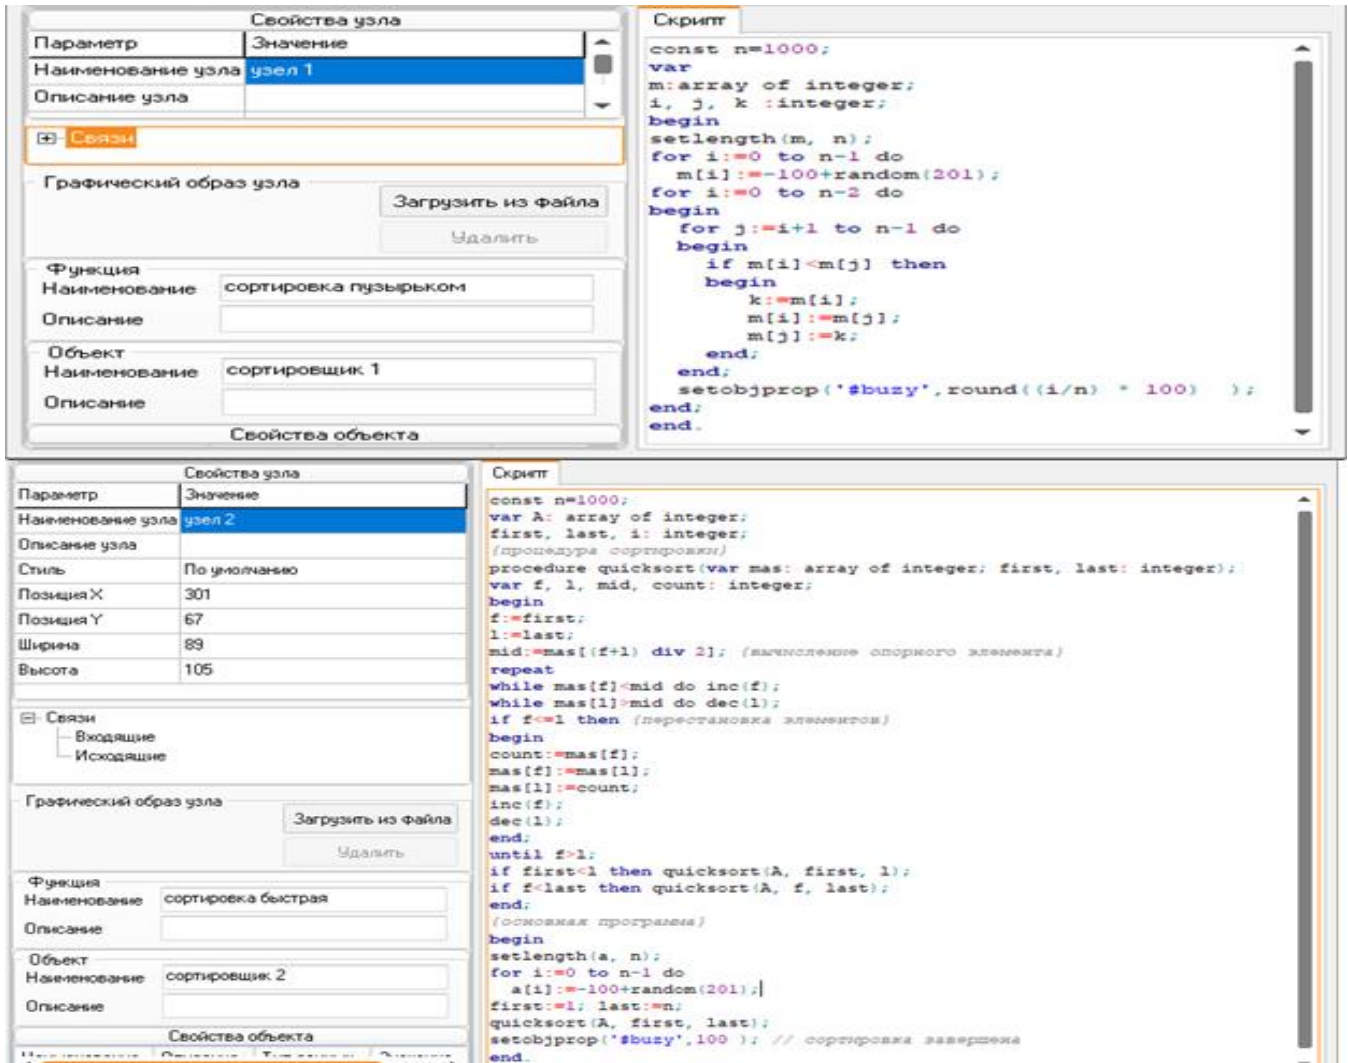 Свойства узла
Параметр Значение
Наименование узла узел 1
Описание узла
Связи
Графический образ узла
Загрузить из файла
Удалить
Функция
Наименование сортировка пузырьком
Описание
Объект
Наименование сортировщик 1
Описание
Свойства объекта
Скрипт
const n=1000;
var
m:array of integer;
i, j, k :integer;
begin
setlength(m, n);
for i:=0 to n-1 do
m[i]:=-100+random(201);
for i:=0 to n-2 do
begin
for j:=i+1 to n-1 do
begin
if m[i]<m[j] then
begin
k:=m[i];
m[i]:=m[j];
m[j]:=k;
end;
end;
setobjprop('#buzy',round((i/n) * 100) );
end;
end.
Свойства узла
Параметр Значение
Наименование узла узел 2
Описание узла
Стиль По умолчанию
Позиция X 301
Позиция Y 67
Ширина 89
Высота 105
Связи
Входящие
Исходящие
Графический образ узла
Загрузить из файла
Удалить
Функция
Наименование сортировка быстрая
Описание
Объект
Наименование сортировщик 2
Описание
Свойства объекта
Наименование Описание Тип данных Значение
Скрипт
const n=1000;
var A: array of integer;
first, last, i: integer;
{процедура сортировки}
procedure quicksort(var mas: array of integer; first, last: integer);
var f, l, mid, count: integer;
begin
f:=first;
l:=last;
mid:=mas[(f+l) div 2]; {вычисление опорного элемента}
repeat
while mas[f]<mid do inc(f);
while mas[l]>mid do dec(l);
if f<=l then {перестановка элементов}
begin
count:=mas[f];
mas[f]:=mas[l];
mas[l]:=count;
inc(f);
dec(l);
end;
until f>l;
if first<l then quicksort(A, first, l);
if f<last then quicksort(A, f, last);
end;
{основная программа}
begin
setlength(a, n);
for i:=0 to n-1 do
a[i]:=-100+random(201);
first:=1; last:=n;
quicksort(A, first, last);
setobjprop('#buzy',100 ); // сортировка завершена
end.